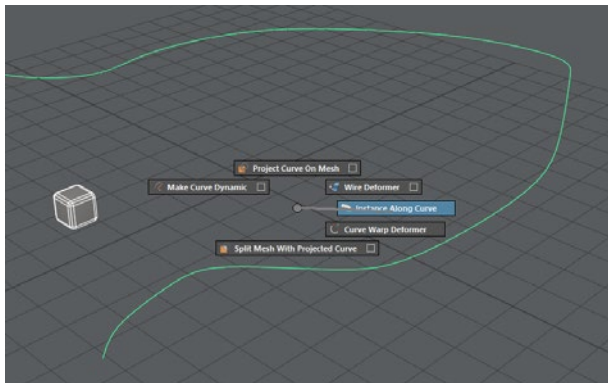 Project Curve On Mesh
Make Curve Dynamic
Wire Deformer
Instance Along Curve
Curve Warp Deformer
Split Mesh With Projected Curve